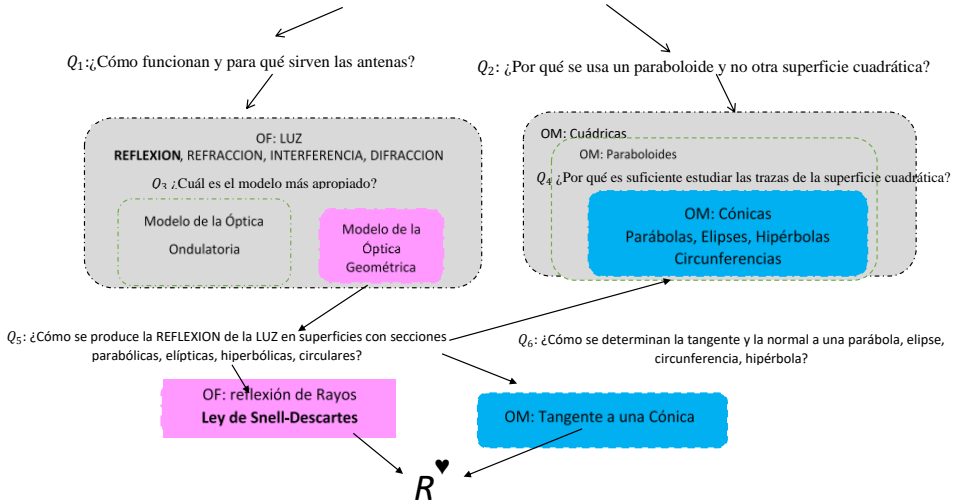 Q1:¿Cómo funcionan y para qué sirven las antenas?
Q2: ¿Por qué se usa un paraboloide y no otra superficie cuadrática?
OF: LUZ
REFLEXION, REFRACCION, INTERFERENCIA, DIFRACCION
Q3 ¿Cuál es el modelo más apropiado?
Modelo de la Óptica
Ondulatoria
Modelo de la
Óptica
Geométrica
OM: Cuádricas
OM: Paraboloides
Q4 ¿Por qué es suficiente estudiar las trazas de la superficie cuadrática?
OM: Cónicas
Parábolas, Elipses, Hipérbolas
Circunferencias
Q5: ¿Cómo se produce la REFLEXION de la LUZ en superficies con secciones
parabólicas, elípticas, hiperbólicas, circulares?
Q6: ¿Cómo se determinan la tangente y la normal a una parábola, elipse,
circunferencia, hipérbola?
OF: reflexión de Rayos
Ley de Snell-Descartes
OM: Tangente a una Cónica
R♥